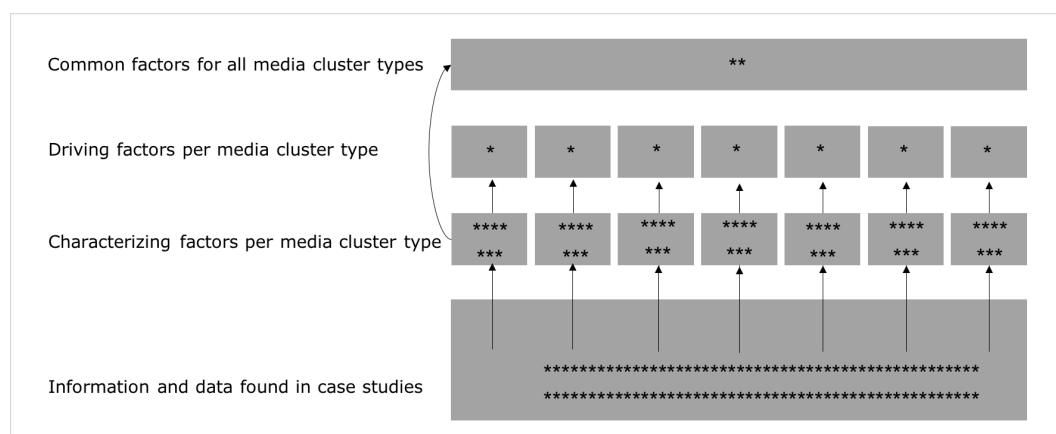 Common factors for all media cluster types
**
Driving factors per media cluster type
* * * * * * *
Characterizing factors per media cluster type
**** **** **** **** **** **** ****
*** *** *** *** *** *** ***
Information and data found in case studies
*************************************************
*************************************************